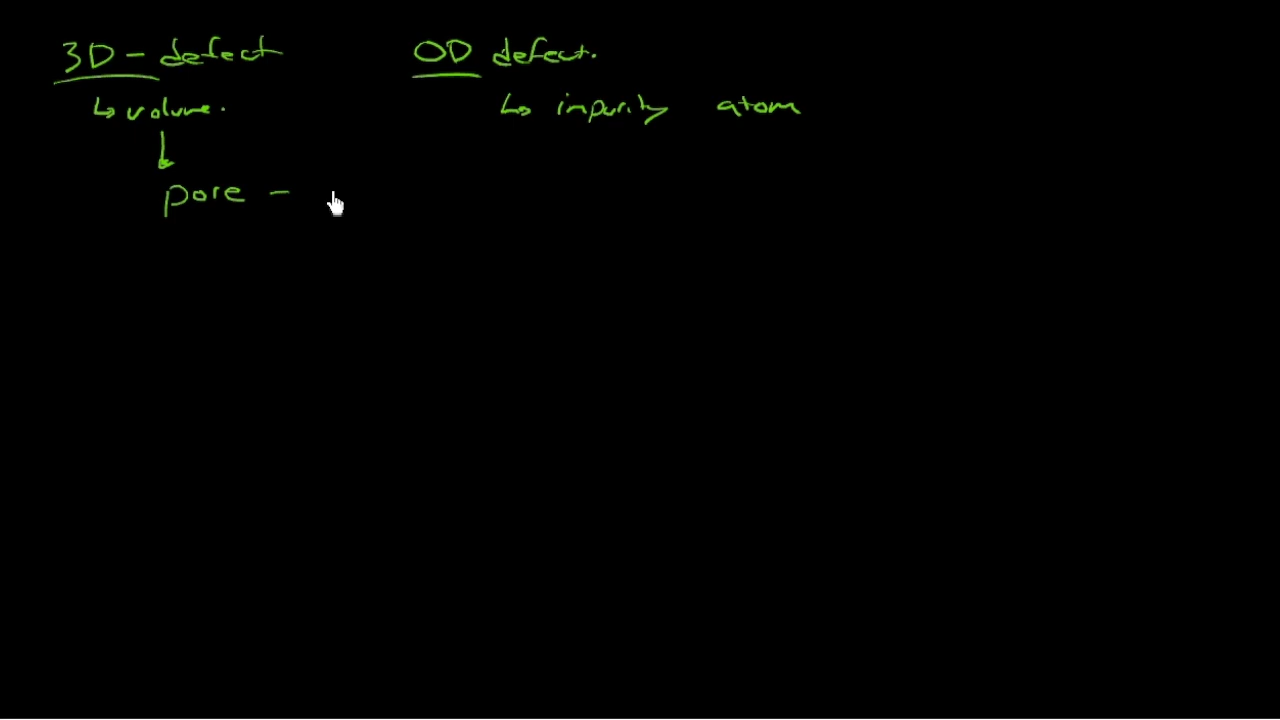 3D - defect
↳ volume.
↓
pore -
OD defect.
↳ impurity atom